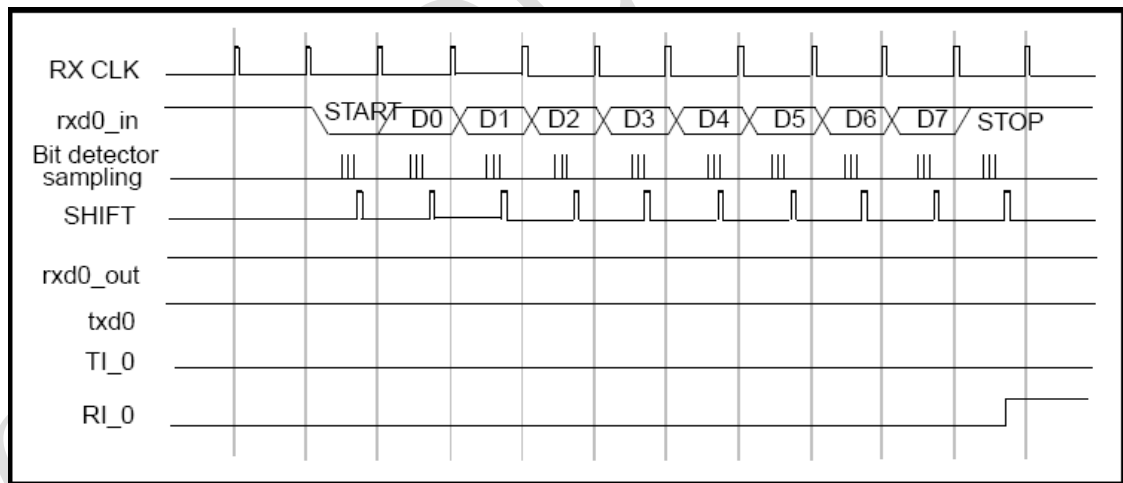 RX CLK
rxd0_in START D0 D1 D2 D3 D4 D5 D6 D7 STOP
Bit detector
sampling
SHIFT
rxd0_out
txd0
TI_0
RI_0